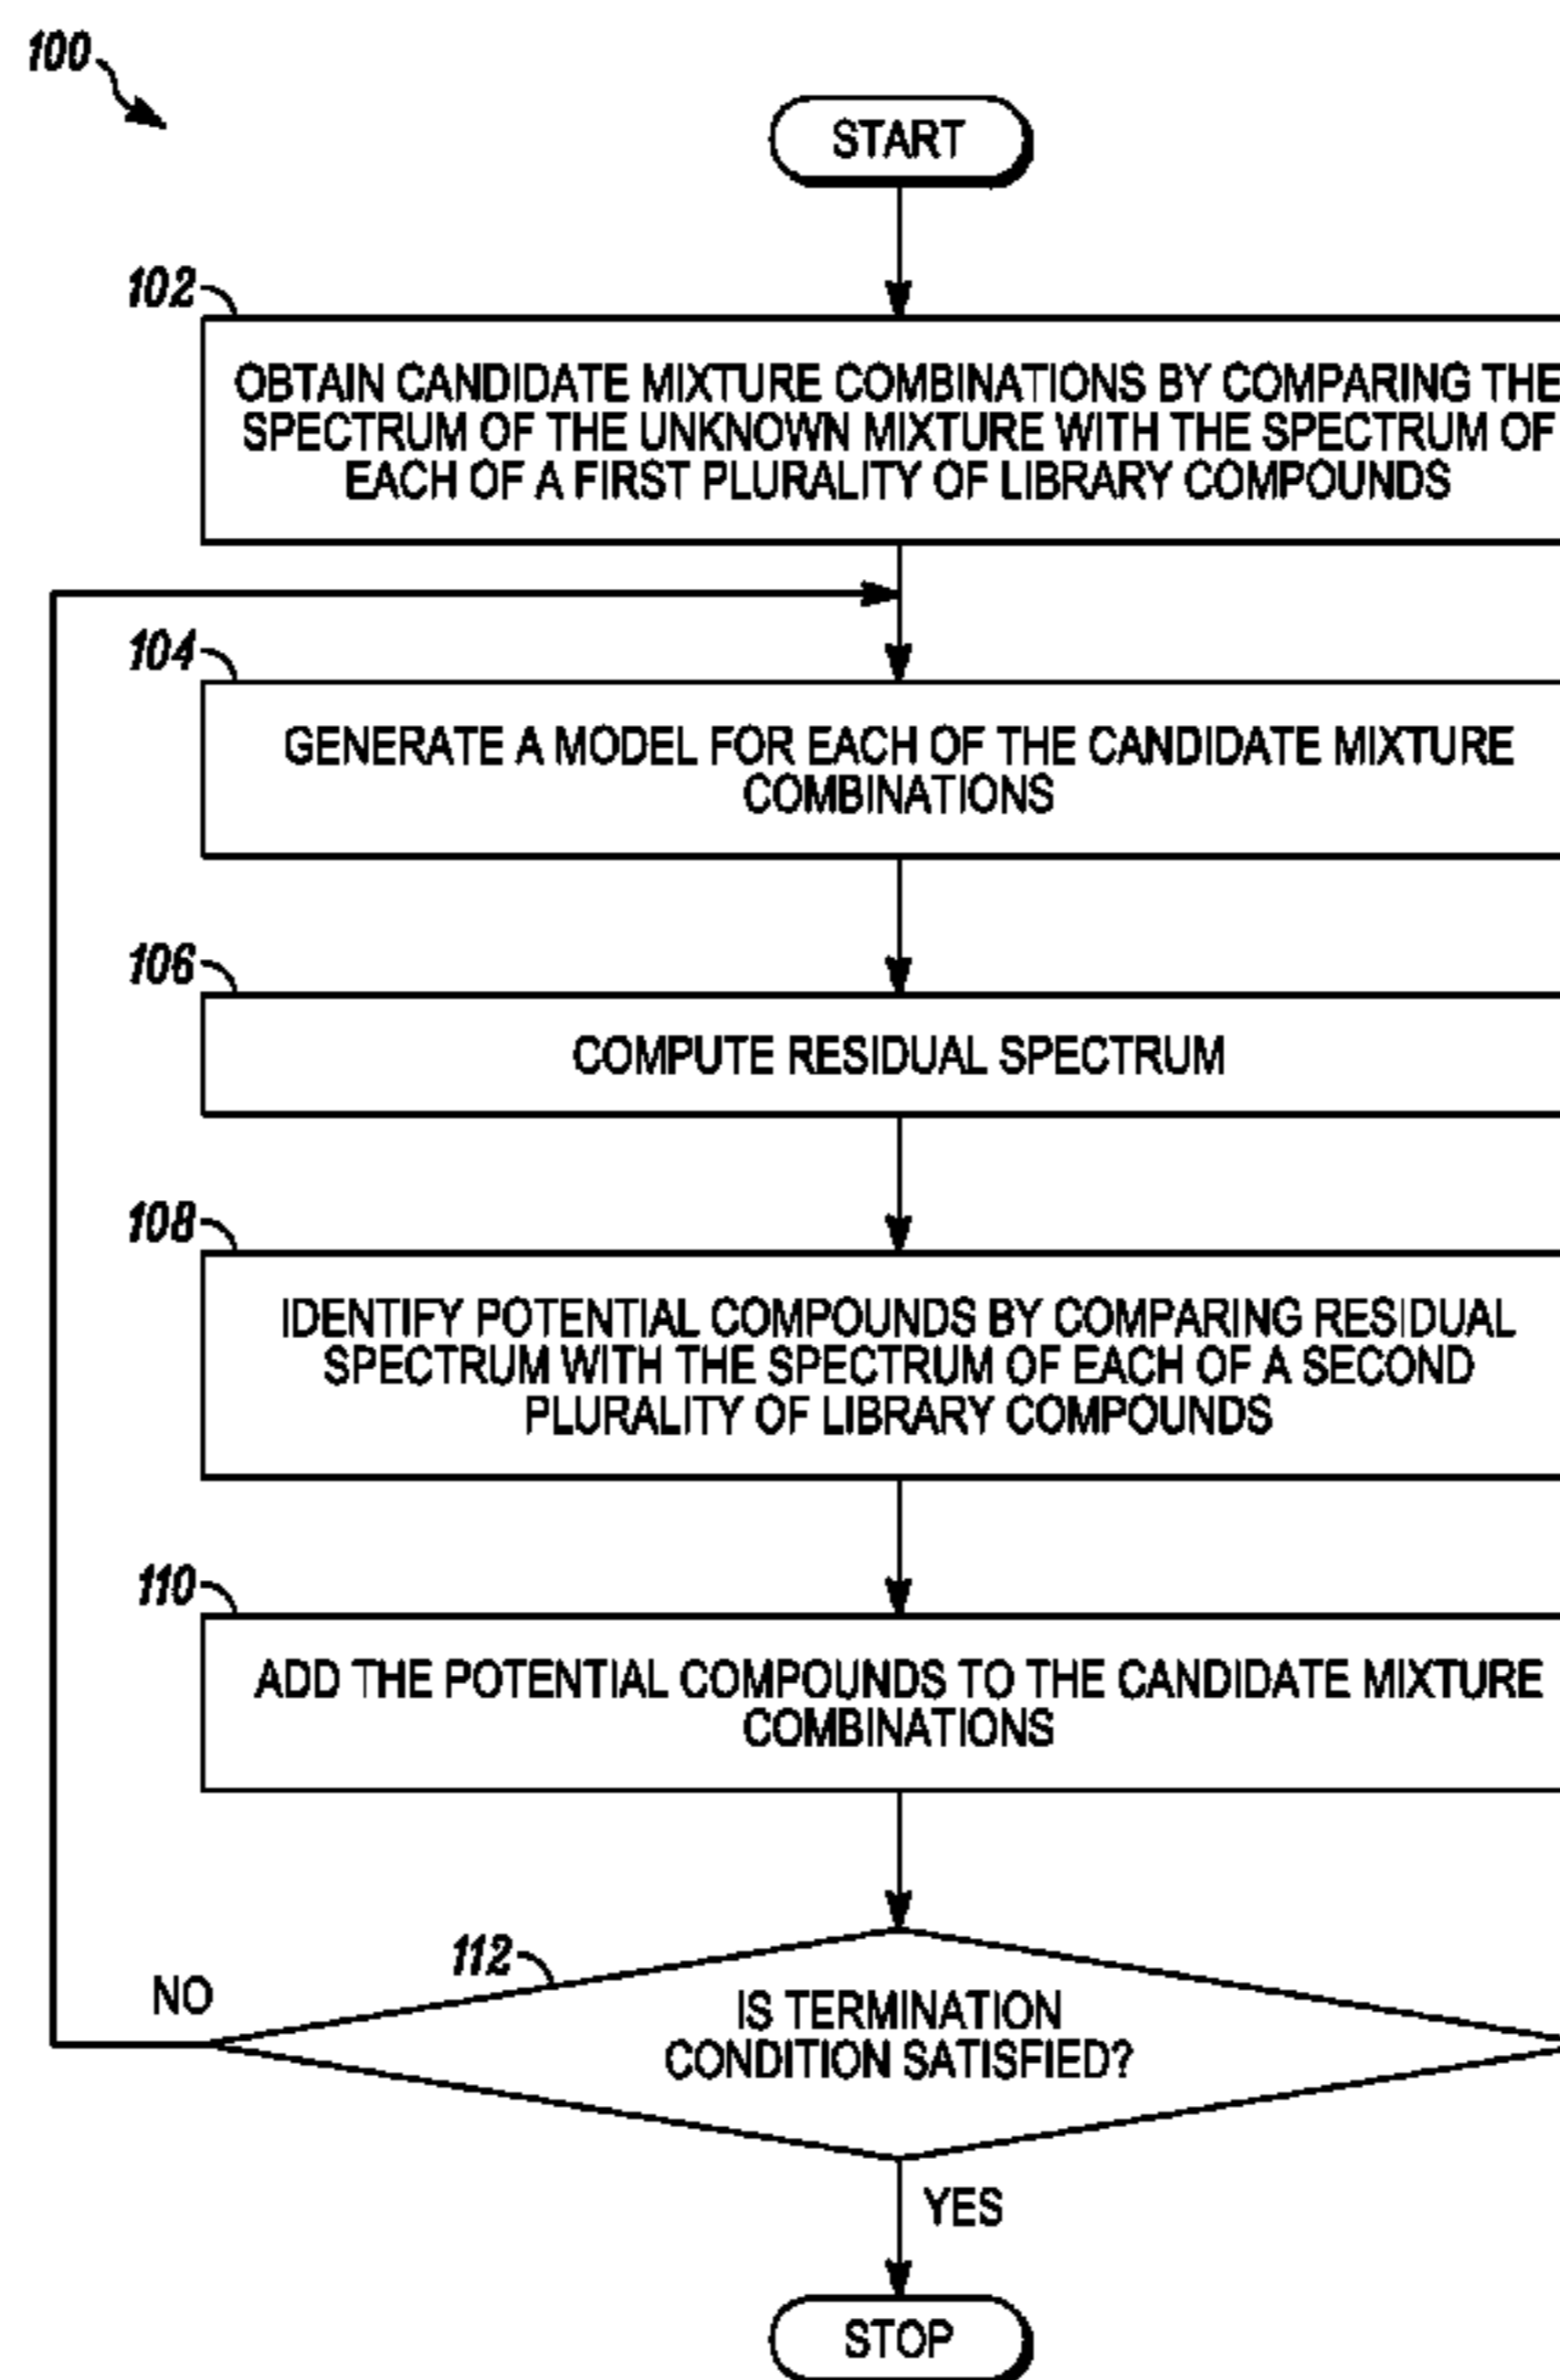 100
START
102
OBTAIN CANDIDATE MIXTURE COMBINATIONS BY COMPARING THE
SPECTRUM OF THE UNKNOWN MIXTURE WITH THE SPECTRUM OF
EACH OF A FIRST PLURALITY OF LIBRARY COMPOUNDS
104
GENERATE A MODEL FOR EACH OF THE CANDIDATE MIXTURE
COMBINATIONS
106
COMPUTE RESIDUAL SPECTRUM
108
IDENTIFY POTENTIAL COMPOUNDS BY COMPARING RESIDUAL
SPECTRUM WITH THE SPECTRUM OF EACH OF A SECOND
PLURALITY OF LIBRARY COMPOUNDS
110
ADD THE POTENTIAL COMPOUNDS TO THE CANDIDATE MIXTURE
COMBINATIONS
112
NO
IS TERMINATION
CONDITION SATISFIED?
YES
STOP